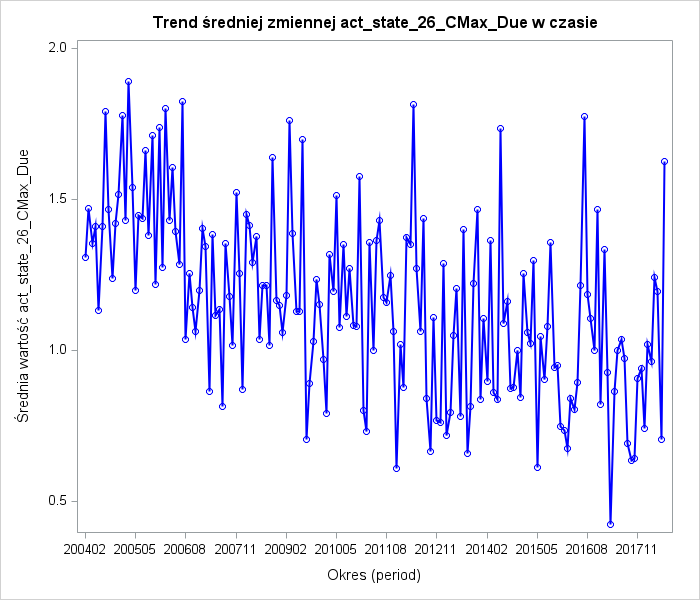 Trend średniej zmiennej act_state_26_CMax_Due w czasie
Średnia wartość act_state_26_CMax_Due
2.0
1.5
1.0
0.5
200402 200505 200608 200711 200902 201005 201108 201211 201402 201505 201608 201711
Okres (period)